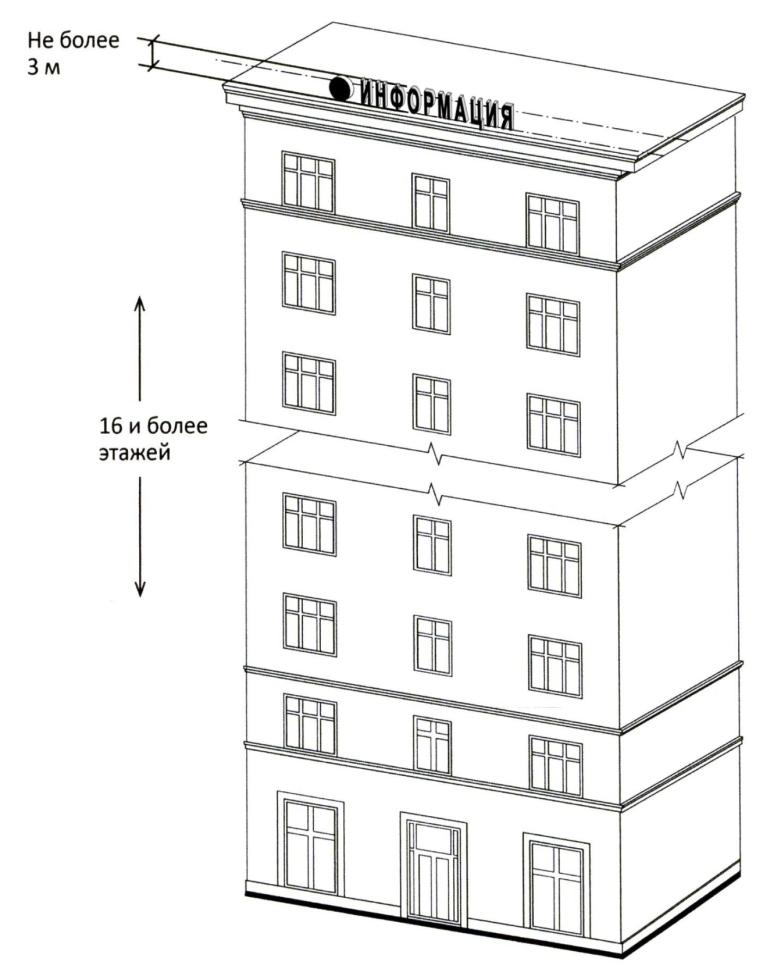 Не более
3 м
ИНФОРМАЦИЯ
16 и более
этажей